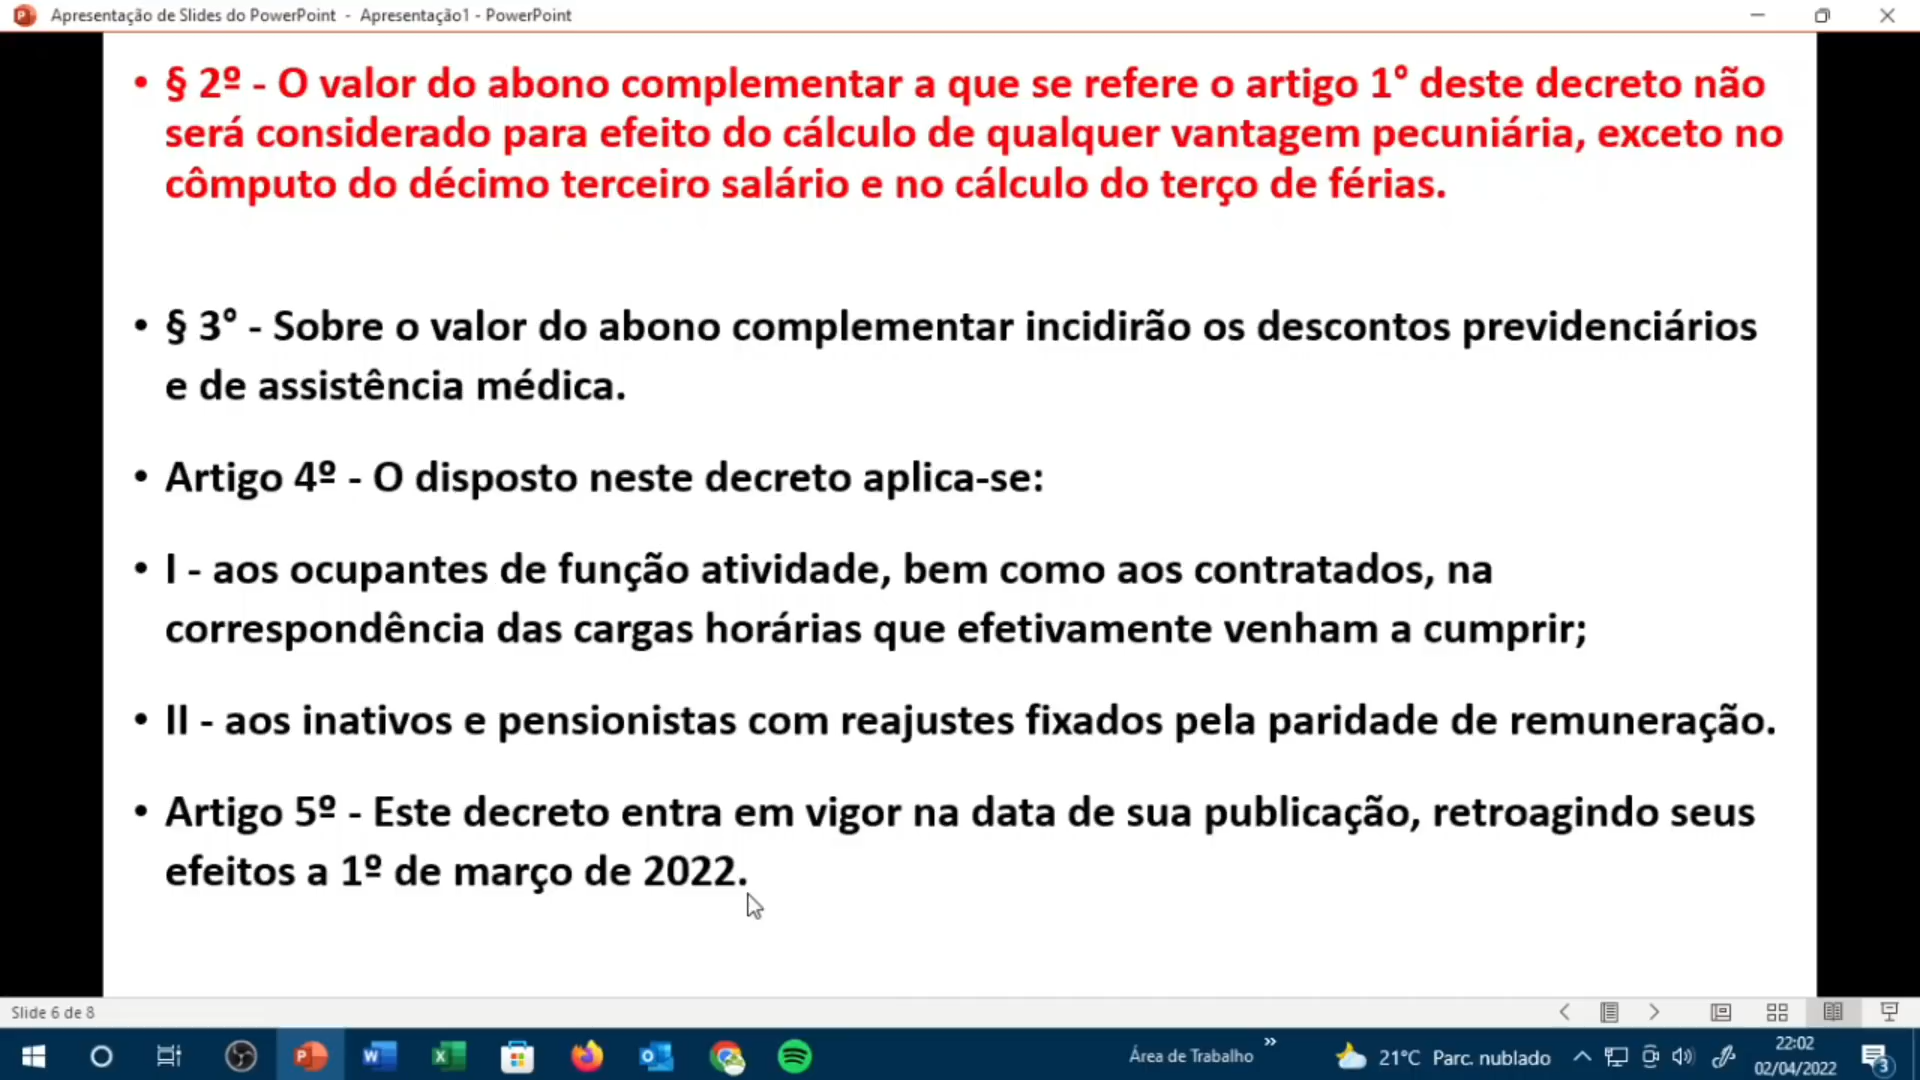 Apresentação de Slides do PowerPoint - Apresentação1 - PowerPoint
• § 2º - O valor do abono complementar a que se refere o artigo 1° deste decreto não
será considerado para efeito do cálculo de qualquer vantagem pecuniária, exceto no
cômputo do décimo terceiro salário e no cálculo do terço de férias.
• § 3° - Sobre o valor do abono complementar incidirão os descontos previdenciários
e de assistência médica.
• Artigo 4º - O disposto neste decreto aplica-se:
• I - aos ocupantes de função atividade, bem como aos contratados, na
correspondência das cargas horárias que efetivamente venham a cumprir;
• II - aos inativos e pensionistas com reajustes fixados pela paridade de remuneração.
• Artigo 5º - Este decreto entra em vigor na data de sua publicação, retroagindo seus
efeitos a 1º de março de 2022.
Slide 6 de 8
Área de Trabalho
21°C Parc. nublado
22:02
02/04/2022
3